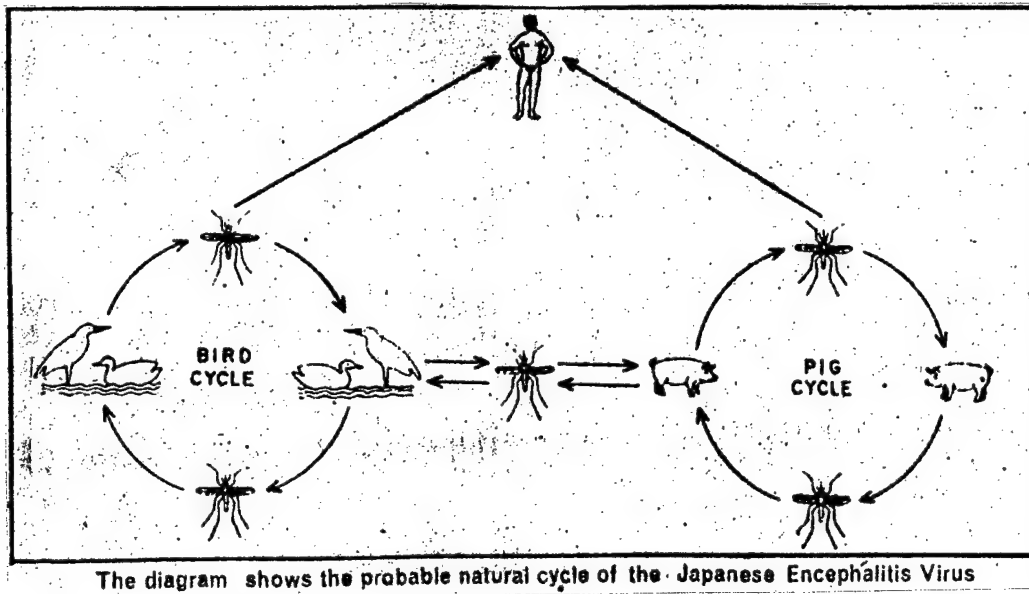 BIRD
CYCLE
PIG
CYCLE
The diagram shows the probable natural cycle of the Japanese Encephalitis Virus